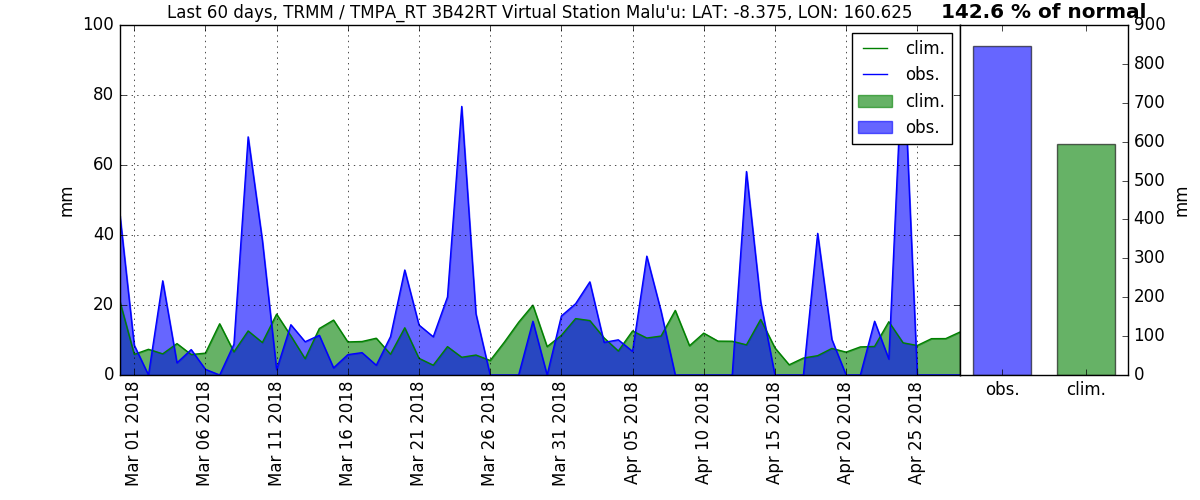 Last 60 days, TRMM / TMPA_RT 3B42RT Virtual Station Malu'u: LAT: -8.375, LON: 160.625
142.6 % of normal
100
80
60
40
20
0
mm
clim.
obs.
clim.
obs.
900
800
700
600
500
400
300
200
100
0
mm
obs.
clim.
Mar 01 2018
Mar 06 2018
Mar 11 2018
Mar 16 2018
Mar 21 2018
Mar 26 2018
Mar 31 2018
Apr 05 2018
Apr 10 2018
Apr 15 2018
Apr 20 2018
Apr 25 2018